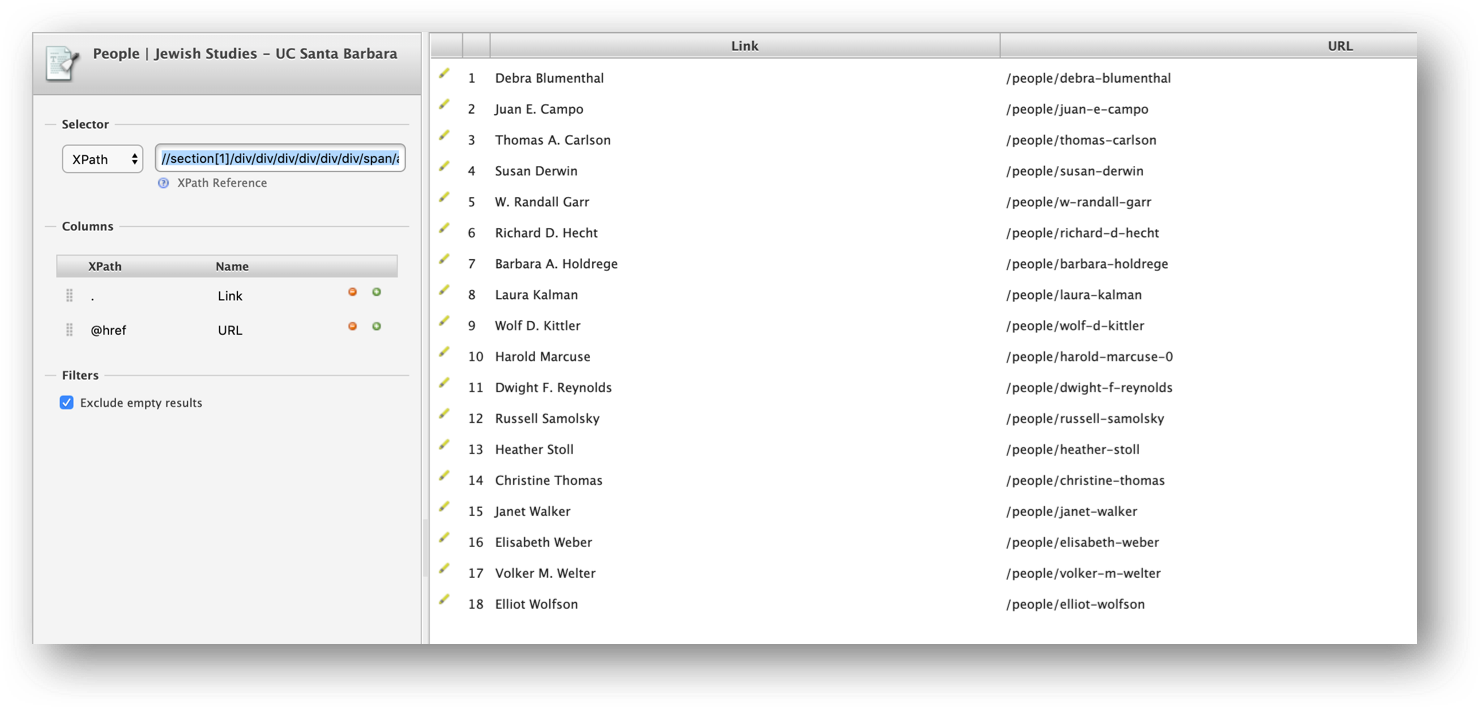 People | Jewish Studies – UC Santa Barbara
Selector
XPath
//section[1]/div/div/div/div/div/div/span/a
XPath Reference
Columns
XPath Name
. Link
@href URL
Filters
Exclude empty results
Link URL
1 Debra Blumenthal /people/debra-blumenthal
2 Juan E. Campo /people/juan-e-campo
3 Thomas A. Carlson /people/thomas-carlson
4 Susan Derwin /people/susan-derwin
5 W. Randall Garr /people/w-randall-garr
6 Richard D. Hecht /people/richard-d-hecht
7 Barbara A. Holdrege /people/barbara-holdrege
8 Laura Kalman /people/laura-kalman
9 Wolf D. Kittler /people/wolf-d-kittler
10 Harold Marcuse /people/harold-marcuse-0
11 Dwight F. Reynolds /people/dwight-f-reynolds
12 Russell Samolsky /people/russell-samolsky
13 Heather Stoll /people/heather-stoll
14 Christine Thomas /people/christine-thomas
15 Janet Walker /people/janet-walker
16 Elisabeth Weber /people/elisabeth-weber
17 Volker M. Welter /people/volker-m-welter
18 Elliot Wolfson /people/elliot-wolfson